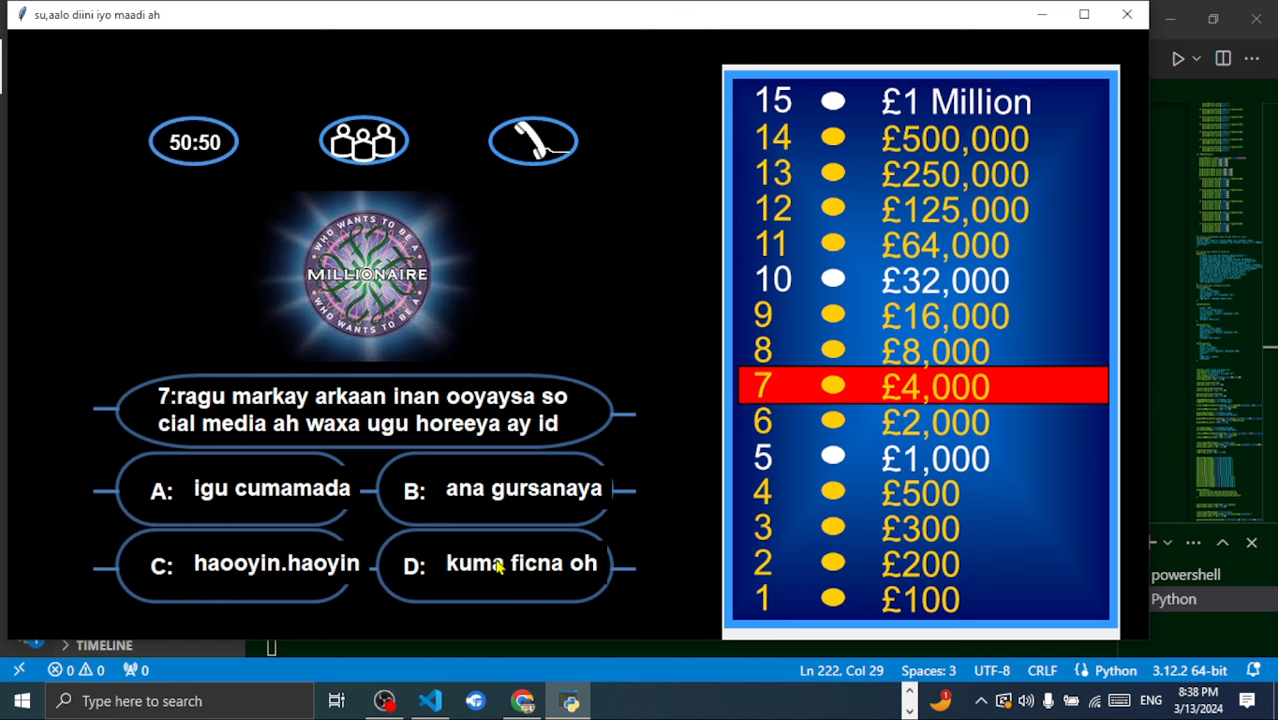 su,aalo diini iyo maadi ah
50:50
WHO WANTS TO BE A
MILLIONAIRE
WHO WANTS TO BE A
7:ragu markay arkaan inan ooyaysa so
cial media ah waxa ugu horeeya ay id
A: igu cumamada
B: ana gursanaya
C: haooyin.haoyin
D: kuma ficna oh
15 £1 Million
14 £500,000
13 £250,000
12 £125,000
11 £64,000
10 £32,000
9 £16,000
8 £8,000
7 £4,000
6 £2,000
5 £1,000
4 £500
3 £300
2 £200
1 £100
powershell
Python
TIMELINE
0 0 0
Ln 222, Col 29 Spaces: 3 UTF-8 CRLF Python 3.12.2 64-bit
Type here to search
1
ENG
8:38 PM
3/13/2024